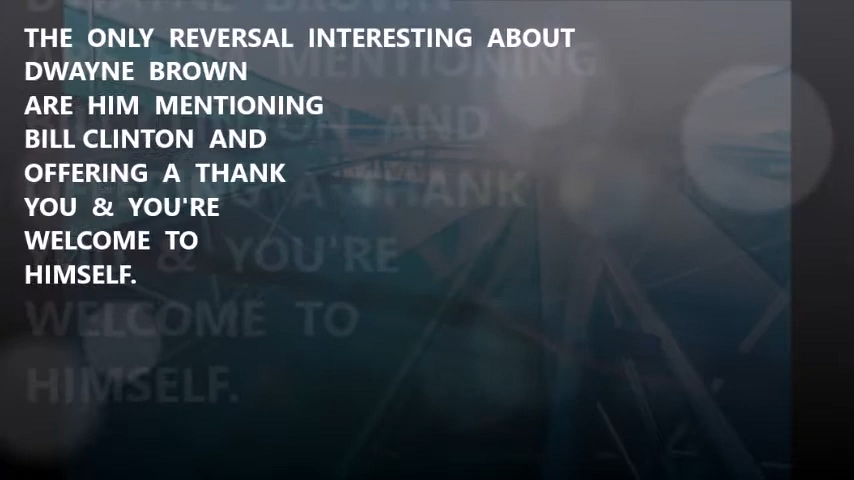 THE ONLY REVERSAL INTERESTING ABOUT
DWAYNE BROWN
ARE HIM MENTIONING
BILL CLINTON AND
OFFERING A THANK
YOU & YOU'RE
WELCOME TO
HIMSELF.